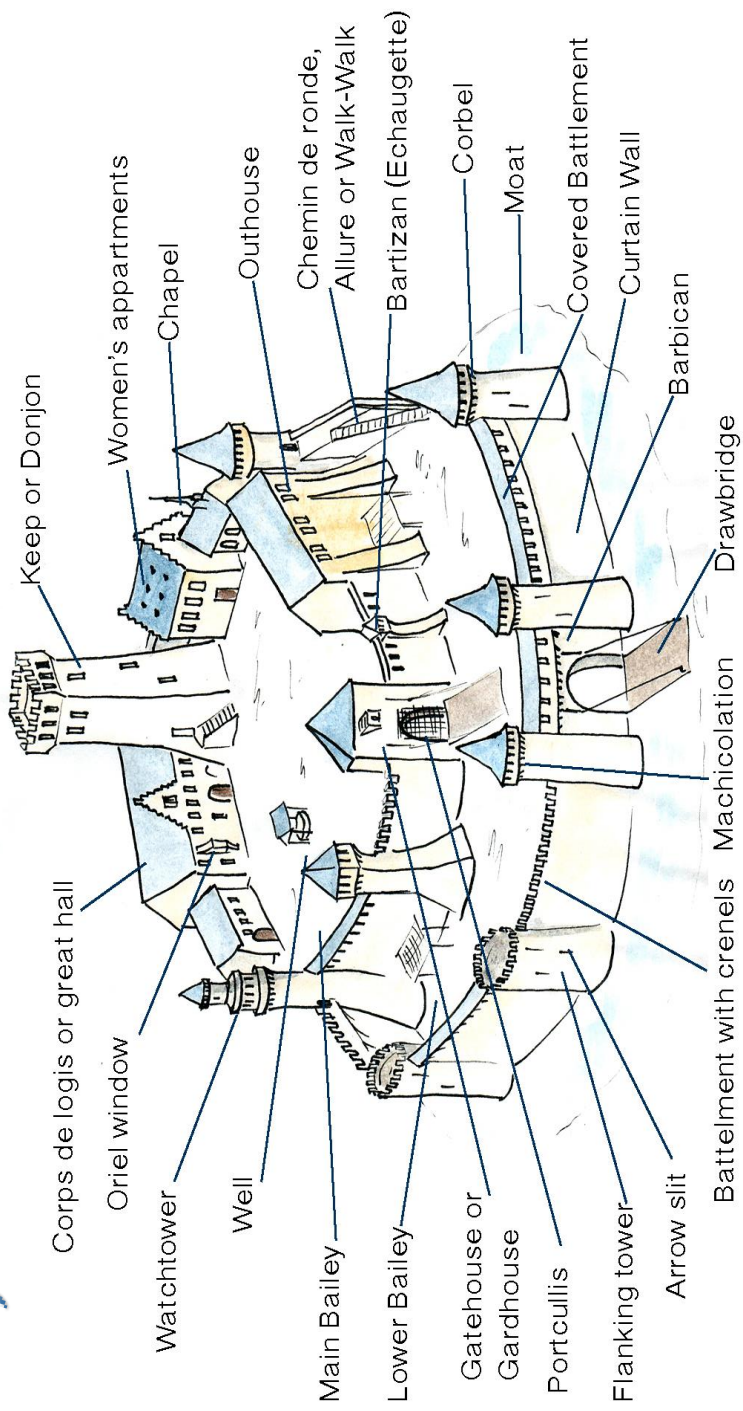 Keep or Donjon
Women's appartments
Chapel
Outhouse
Chemin de ronde,
Allure or Walk-Walk
Bartizan (Echaugette)
Corbel
Moat
Covered Battlement
Curtain Wall
Barbican
Drawbridge
Machicolation
Battelment with crenels
Corps de logis or great hall
Oriel window
Watchtower
Well
Main Bailey
Lower Bailey
Gatehouse or
Gardhouse
Portcullis
Flanking tower
Arrow slit